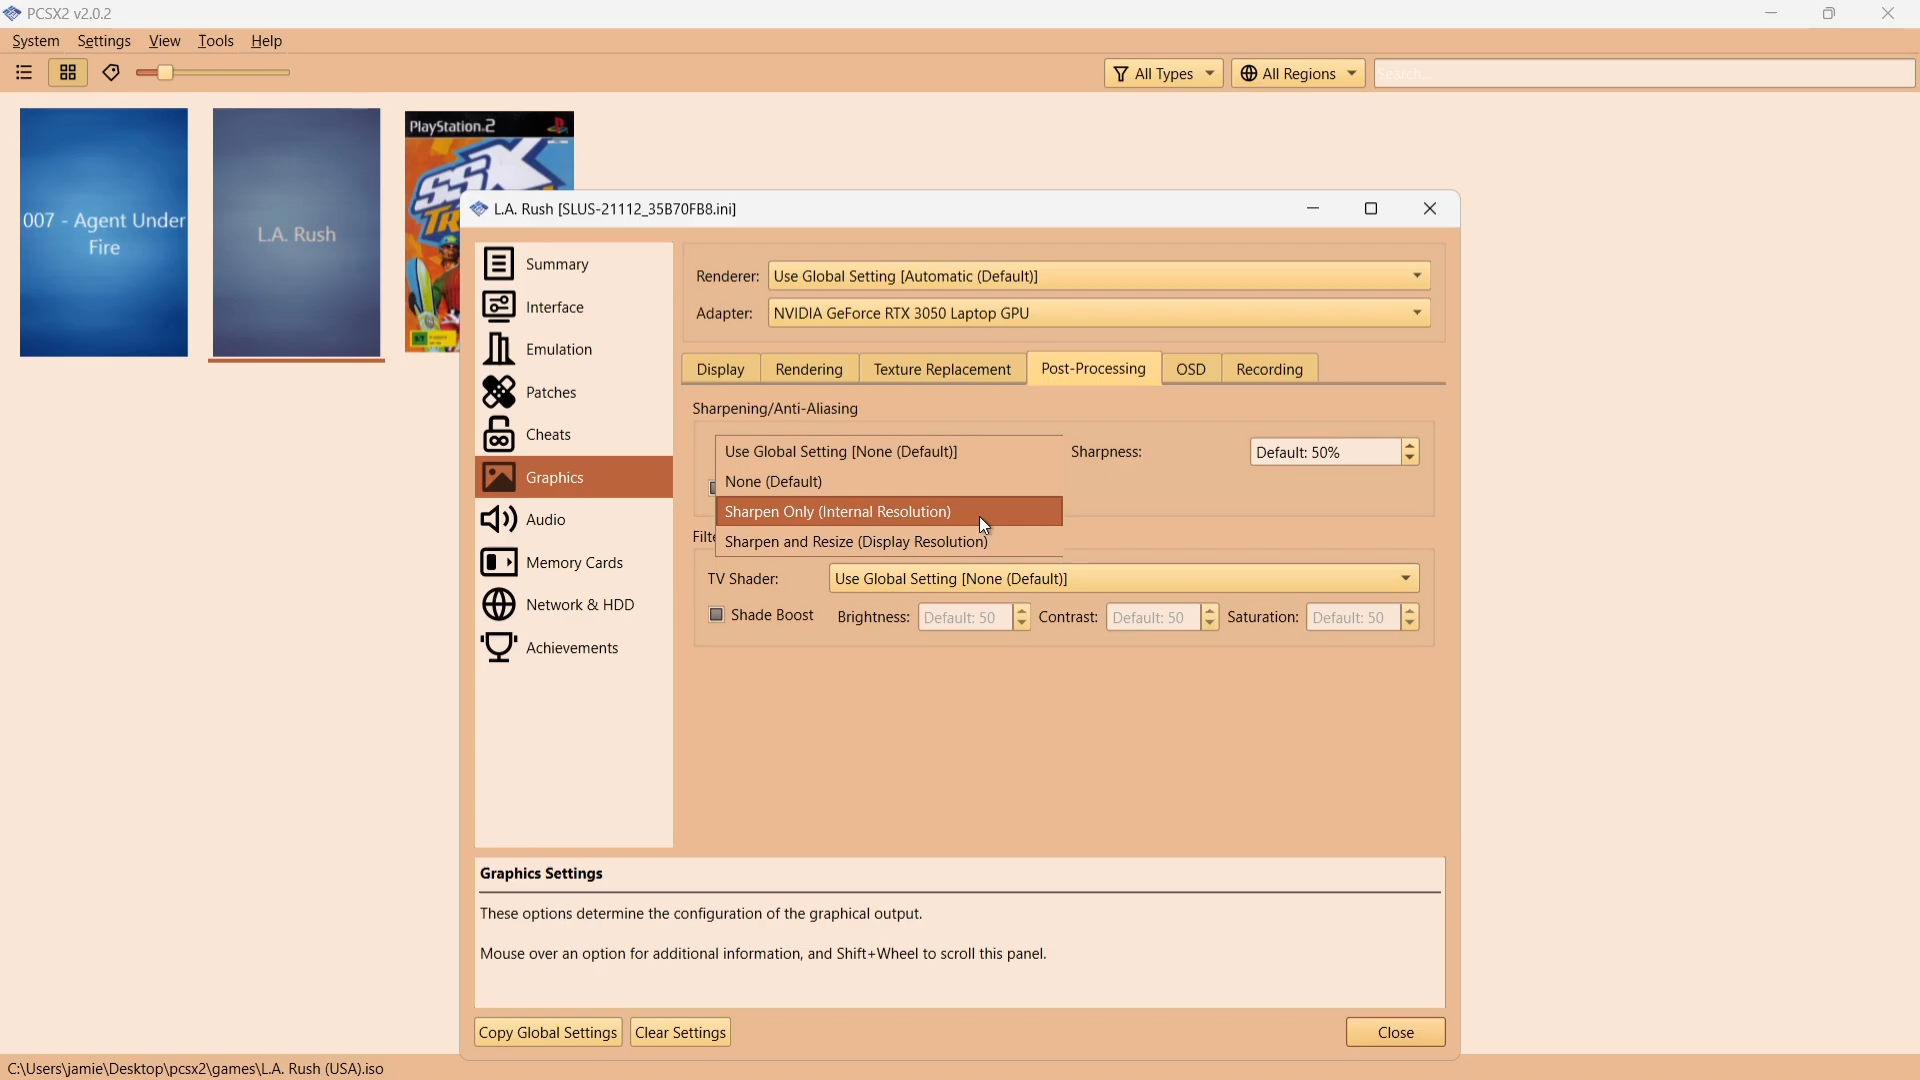 PCSX2 v2.0.2
System Settings View Tools Help
All Types All Regions Search...
007 - Agent Under
Fire
L.A. Rush
PlayStation.2
SSX
L.A. Rush [SLUS-21112_35B70FB8.ini]
Summary
Interface
Emulation
Patches
Cheats
Graphics
Audio
Memory Cards
Network & HDD
Achievements
Renderer: Use Global Setting [Automatic (Default)]
Adapter: NVIDIA GeForce RTX 3050 Laptop GPU
Display Rendering Texture Replacement Post-Processing OSD Recording
Sharpening/Anti-Aliasing
Use Global Setting [None (Default)]
Sharpness: Default: 50%
None (Default)
Sharpen Only (Internal Resolution)
Sharpen and Resize (Display Resolution)
TV Shader: Use Global Setting [None (Default)]
Shade Boost Brightness: Default: 50 Contrast: Default: 50 Saturation: Default: 50
Graphics Settings
These options determine the configuration of the graphical output.
Mouse over an option for additional information, and Shift+Wheel to scroll this panel.
Copy Global Settings Clear Settings Close
C:\Users\jamie\Desktop\pcsx2\games\L.A. Rush (USA).iso